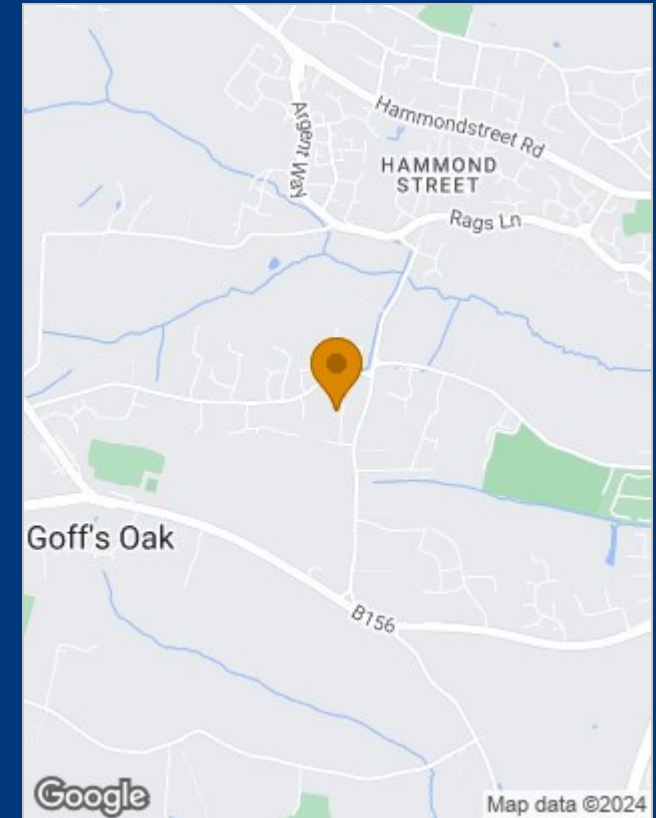 Argent Way
Hammondstreet Rd
HAMMOND
STREET
Rags Ln
Goff's Oak
B156
Google
Map data ©2024